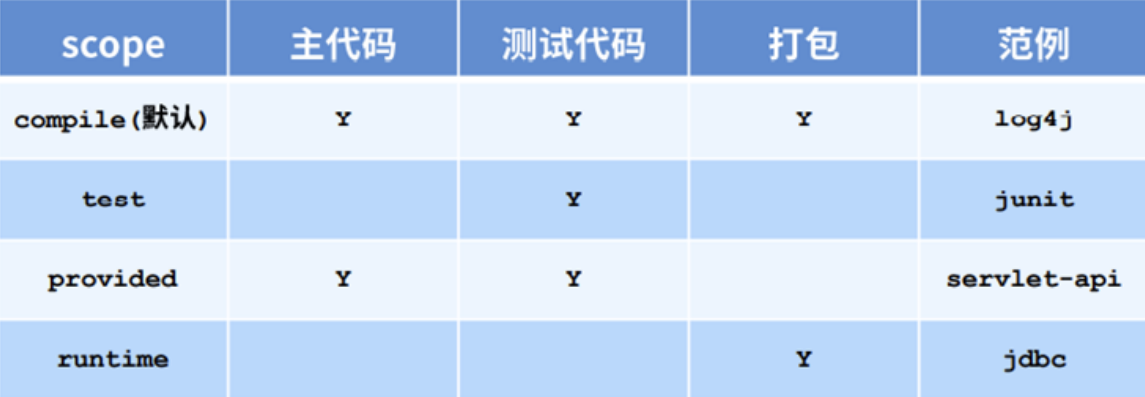 scope 主代码 测试代码 打包 范例
compile(默认) Y Y Y log4j
test Y junit
provided Y Y servlet-api
runtime Y jdbc